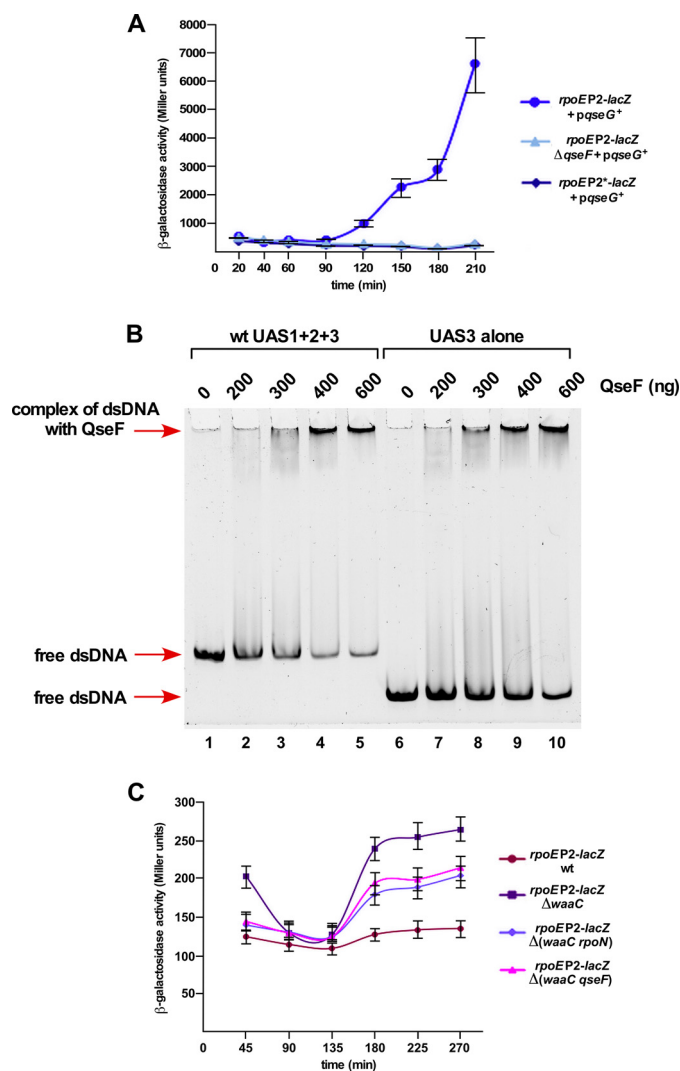 A
β-galactosidase activity (Miller units)
8000
7000
6000
5000
4000
3000
2000
1000
0 20 40 60 90 120 150 180 210
time (min)
rpoEP2-lacZ
+ pqseG+
rpoEP2-lacZ
ΔqseF + pqseG+
rpoEP2*-lacZ
+ pqseG+
B
wt UAS1+2+3 UAS3 alone
0 200 300 400 600 0 200 300 400 600 QseF (ng)
complex of dsDNA
with QseF
free dsDNA
free dsDNA
1 2 3 4 5 6 7 8 9 10
C
β-galactosidase activity (Miller units)
300
250
200
150
100
50
0 45 90 135 180 225 270
time (min)
rpoEP2-lacZ
wt
rpoEP2-lacZ
ΔwaaC
rpoEP2-lacZ
Δ(waaC rpoN)
rpoEP2-lacZ
Δ(waaC qseF)